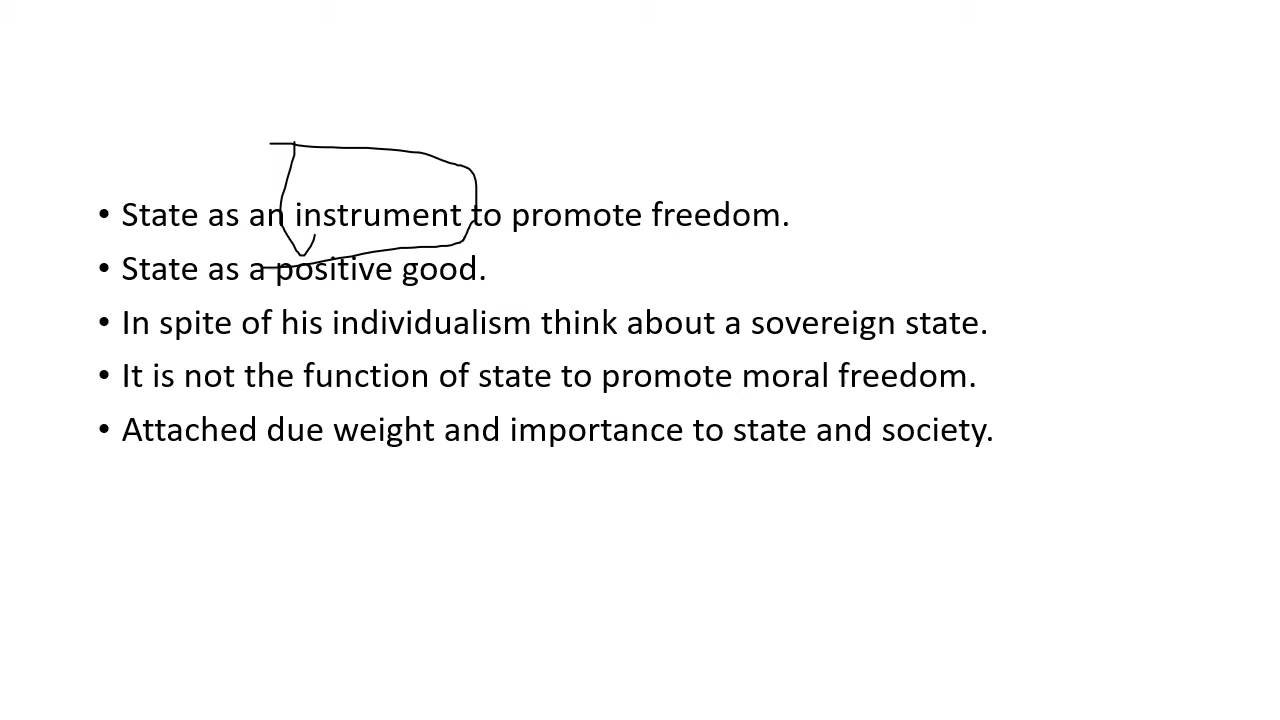 • State as an instrument to promote freedom.
• State as a positive good.
• In spite of his individualism think about a sovereign state.
• It is not the function of state to promote moral freedom.
• Attached due weight and importance to state and society.